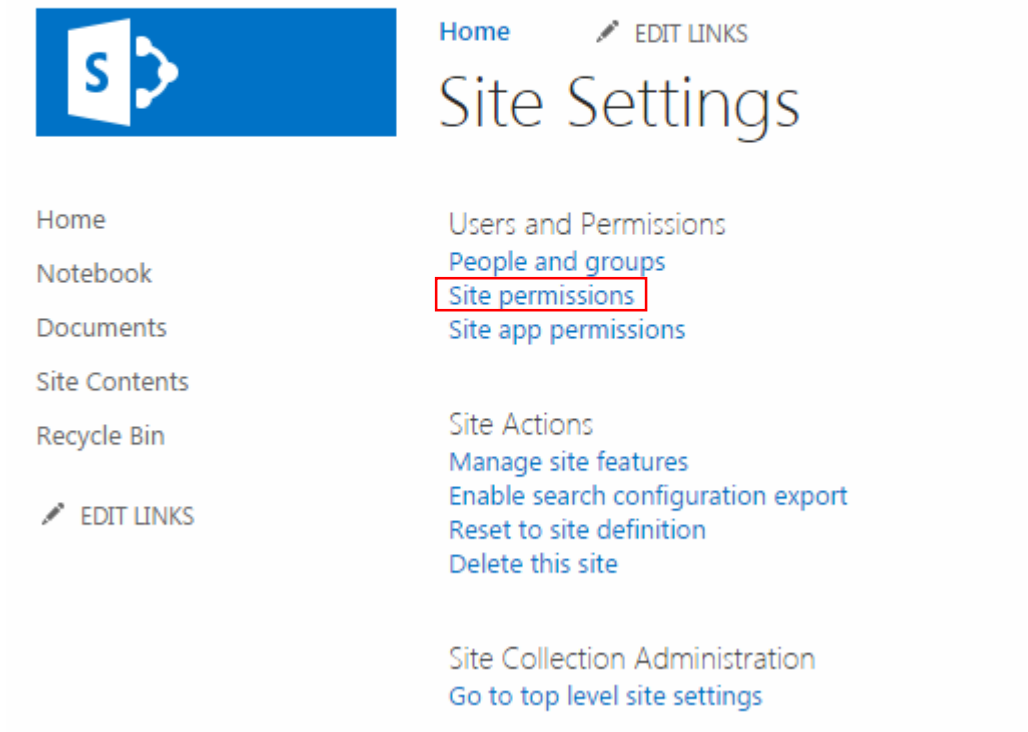 S
Home EDIT LINKS
Site Settings
Home
Notebook
Documents
Site Contents
Recycle Bin
EDIT LINKS
Users and Permissions
People and groups
Site permissions
Site app permissions
Site Actions
Manage site features
Enable search configuration export
Reset to site definition
Delete this site
Site Collection Administration
Go to top level site settings